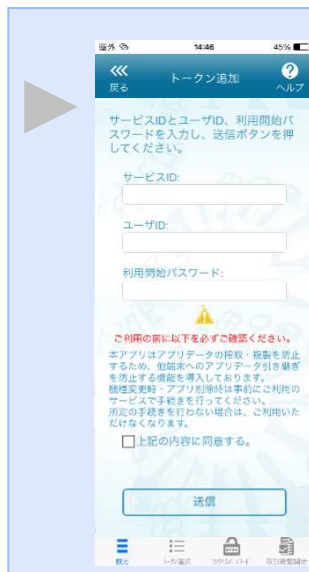 圏外 14:46 45%
戻る トークン追加 ? ヘルプ
サービスIDとユーザID、利用開始パ
スワードを入力し、送信ボタンを押
してください。
サービスID:
ユーザID:
利用開始パスワード:
ご利用の前に以下を必ずご確認ください。
本アプリはアプリデータの搾取・複製を防止
するため、他端末へのアプリデータ引き継ぎ
を防止する機能を導入しております。
機種変更時・アプリ削除時は事前にご利用の
サービスで手続きを行ってください。
所定の手続きを行わない場合は、ご利用いた
だけなくなります。
上記の内容に同意する。
送信
設定 トークン選択